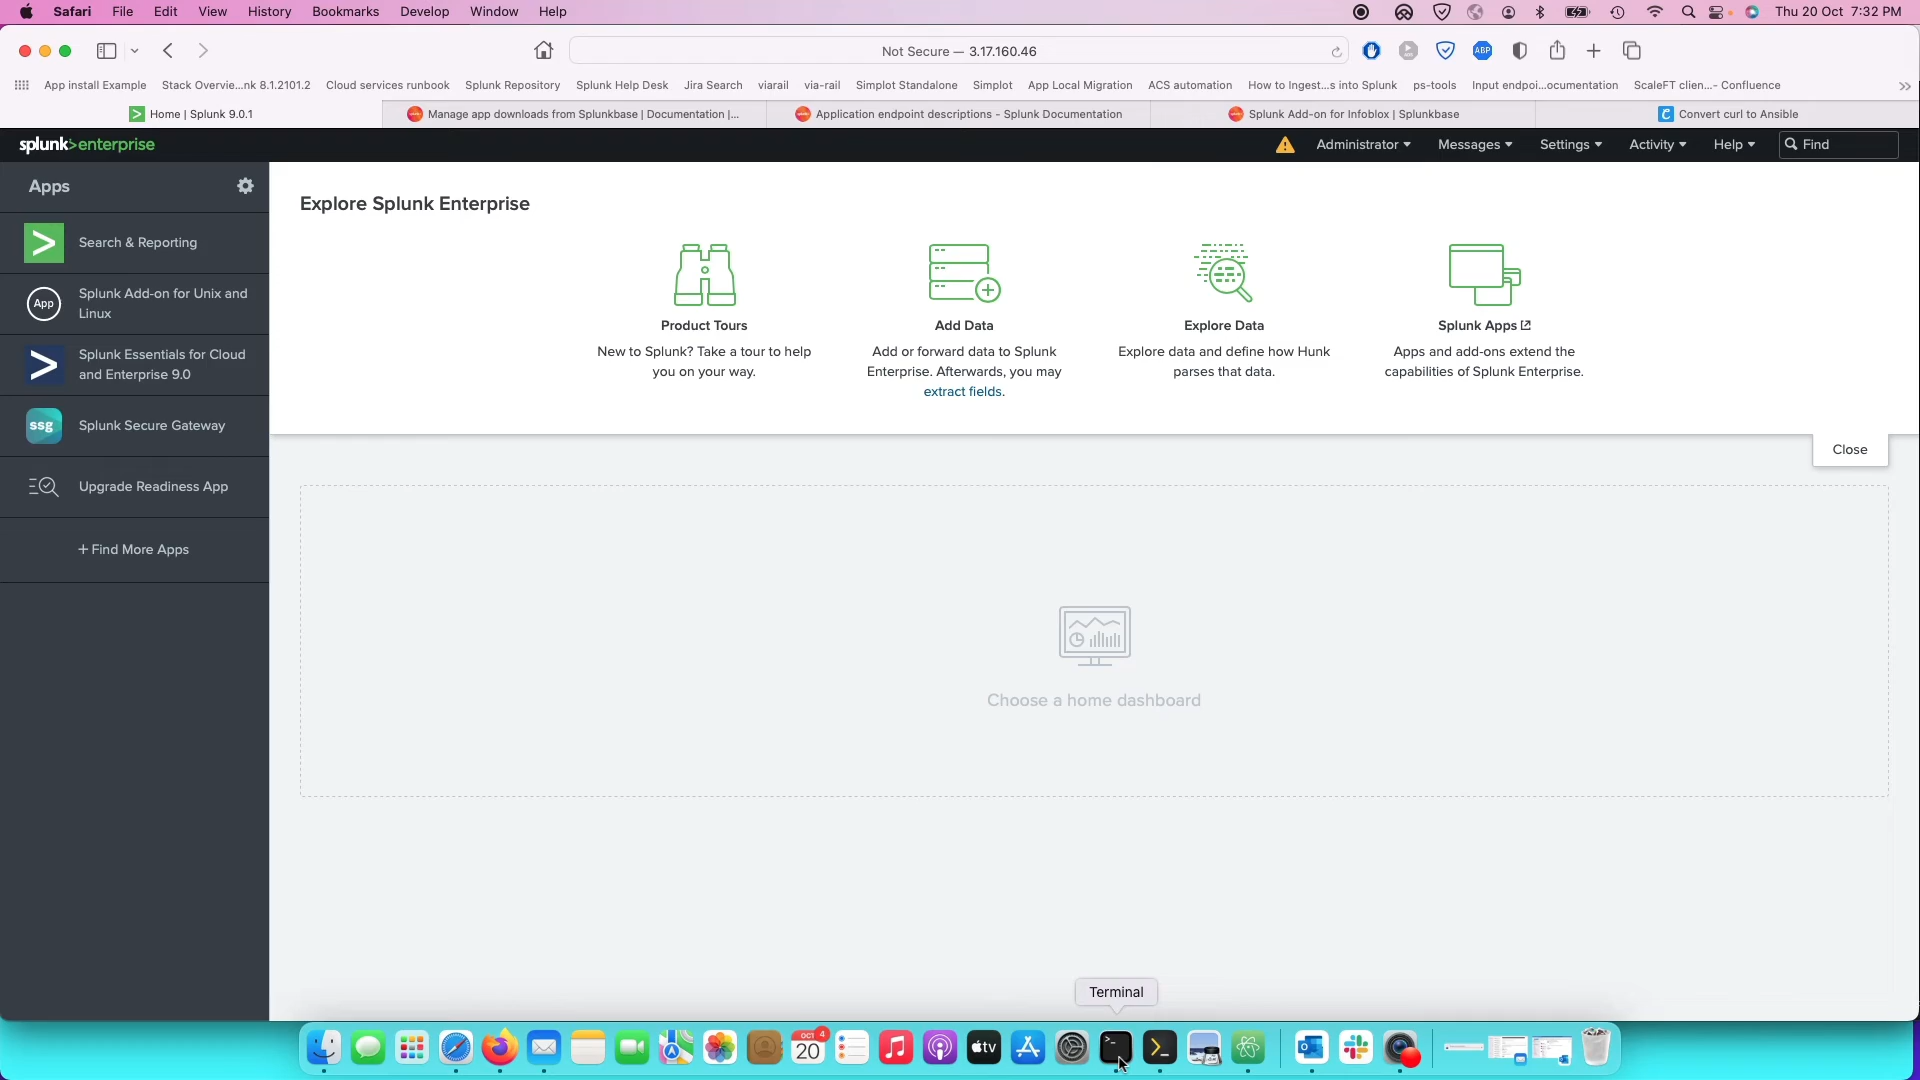 Safari File Edit View History Bookmarks Develop Window Help Thu 20 Oct 7:32 PM
Not Secure — 3.17.160.46
ABP
App install Example Stack Overvie...nk 8.1.2101.2 Cloud services runbook Splunk Repository Splunk Help Desk Jira Search viarail via-rail Simplot Standalone Simplot App Local Migration ACS automation How to Ingest...s into Splunk ps-tools Input endpoi...ocumentation ScaleFT clien...- Confluence
Home | Splunk 9.0.1 Manage app downloads from Splunkbase | Documentation |... Application endpoint descriptions - Splunk Documentation Splunk Add-on for Infoblox | Splunkbase Convert curl to Ansible
splunk>enterprise Administrator Messages Settings Activity Help Find
Apps
Search & Reporting
App
Splunk Add-on for Unix and
Linux
Splunk Essentials for Cloud
and Enterprise 9.0
ssg Splunk Secure Gateway
Upgrade Readiness App
+ Find More Apps
Explore Splunk Enterprise
Product Tours
New to Splunk? Take a tour to help
you on your way.
Add Data
Add or forward data to Splunk
Enterprise. Afterwards, you may
extract fields.
Explore Data
Explore data and define how Hunk
parses that data.
Splunk Apps
Apps and add-ons extend the
capabilities of Splunk Enterprise.
Close
Choose a home dashboard
Terminal
OCT 4
20
tv